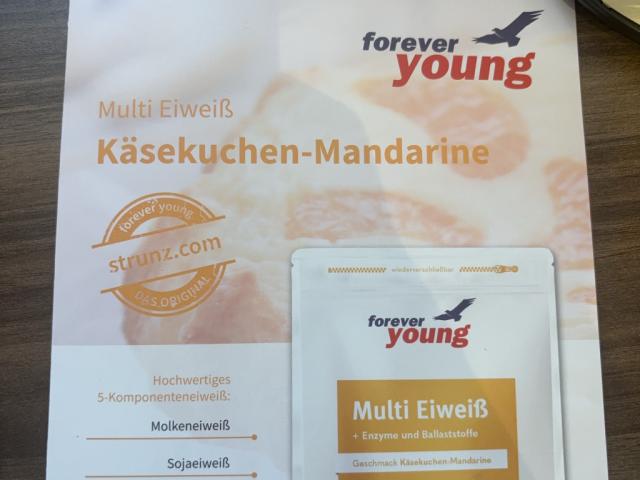 forever
young
Multi Eiweiß
Käsekuchen-Mandarine
forever young
strunz.com
DAS ORIGINAL
wiederverschließbar
forever
young
Hochwertiges
5-Komponenteneiweiß:
Molkeneiweiß
Sojaeiweiß
Multi Eiweiß
+ Enzyme und Ballaststoffe
Geschmack Käsekuchen-Mandarine